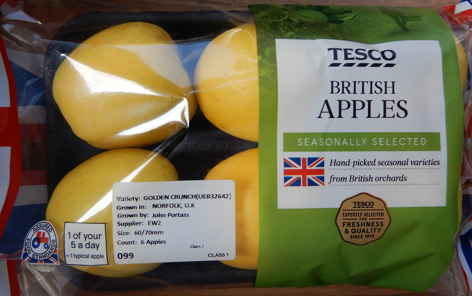 TESCO
BRITISH
APPLES
SEASONALLY SELECTED
Hand-picked seasonal varieties
from British orchards
TESCO
EXPERTLY SELECTED
FOR
FRESHNESS
& QUALITY
SINCE 1919
Variety: GOLDEN CRUNCH(UEB32642)
Grown in: NORFOLK, U.K
Grown by: John Portass
Supplier: EW2
Size: 60/70mm
Count: 6 Apples
Class 1
099
CLASS 1
1 of your
5 a day
= 1 typical apple